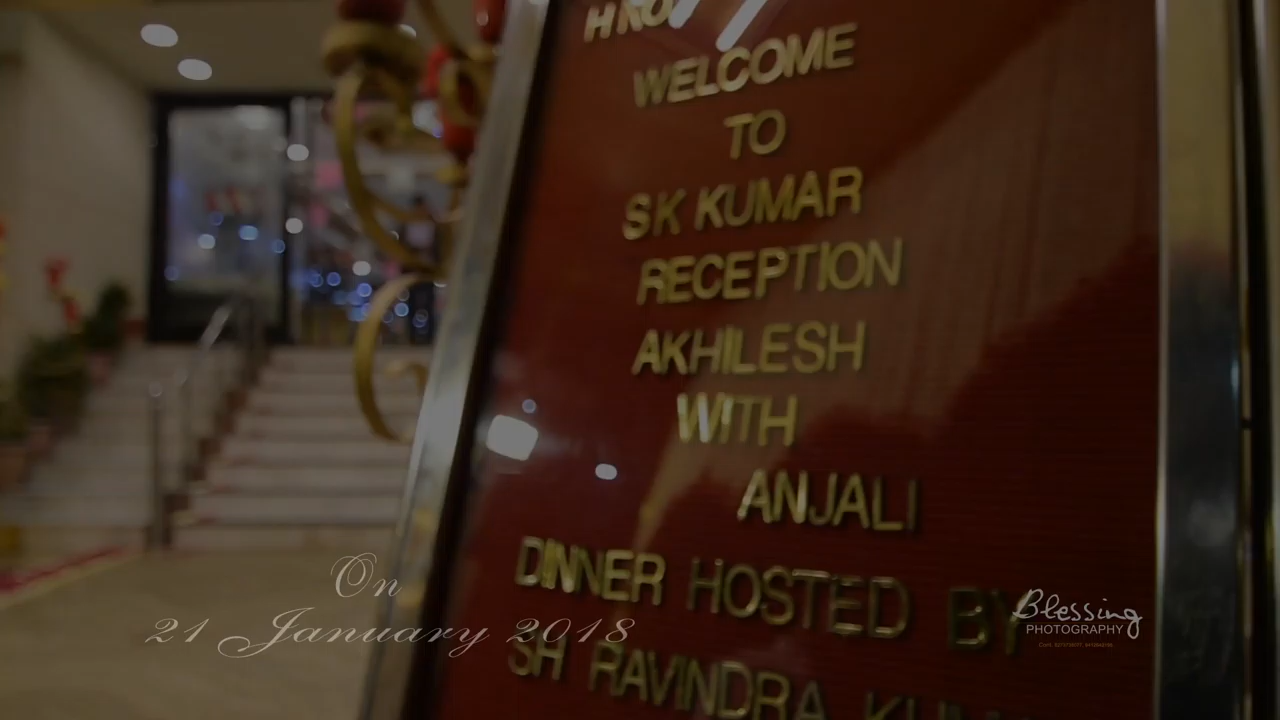 H NO
WELCOME
TO
SK KUMAR
RECEPTION
AKHILESH
WITH
ANJALI
DINNER HOSTED BY
SH RAVINDRA
On
21 January 2018
Blessing
PHOTOGRAPHY